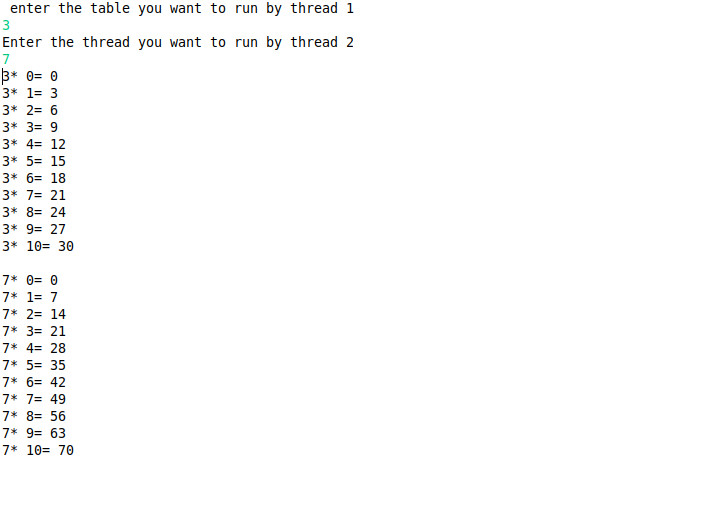 enter the table you want to run by thread 1
3
Enter the thread you want to run by thread 2
7
3* 0= 0
3* 1= 3
3* 2= 6
3* 3= 9
3* 4= 12
3* 5= 15
3* 6= 18
3* 7= 21
3* 8= 24
3* 9= 27
3* 10= 30

7* 0= 0
7* 1= 7
7* 2= 14
7* 3= 21
7* 4= 28
7* 5= 35
7* 6= 42
7* 7= 49
7* 8= 56
7* 9= 63
7* 10= 70